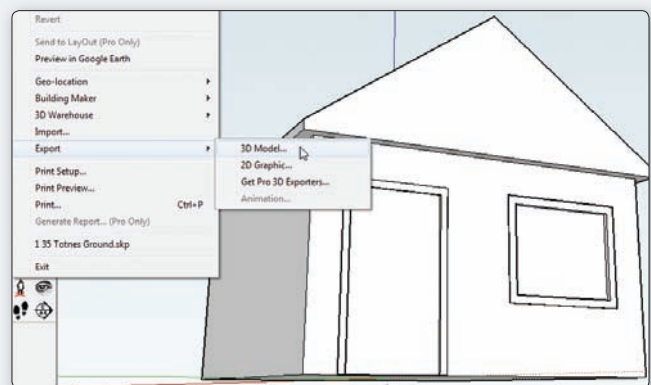 Revert
Send to LayOut (Pro Only)
Preview in Google Earth
Geo-location
Building Maker
3D Warehouse
Import...
Export
3D Model...
2D Graphic...
Get Pro 3D Exporters...
Animation...
Print Setup...
Print Preview...
Print... Ctrl+P
Generate Report... (Pro Only)
1 35 Totnes Ground.skp
Exit